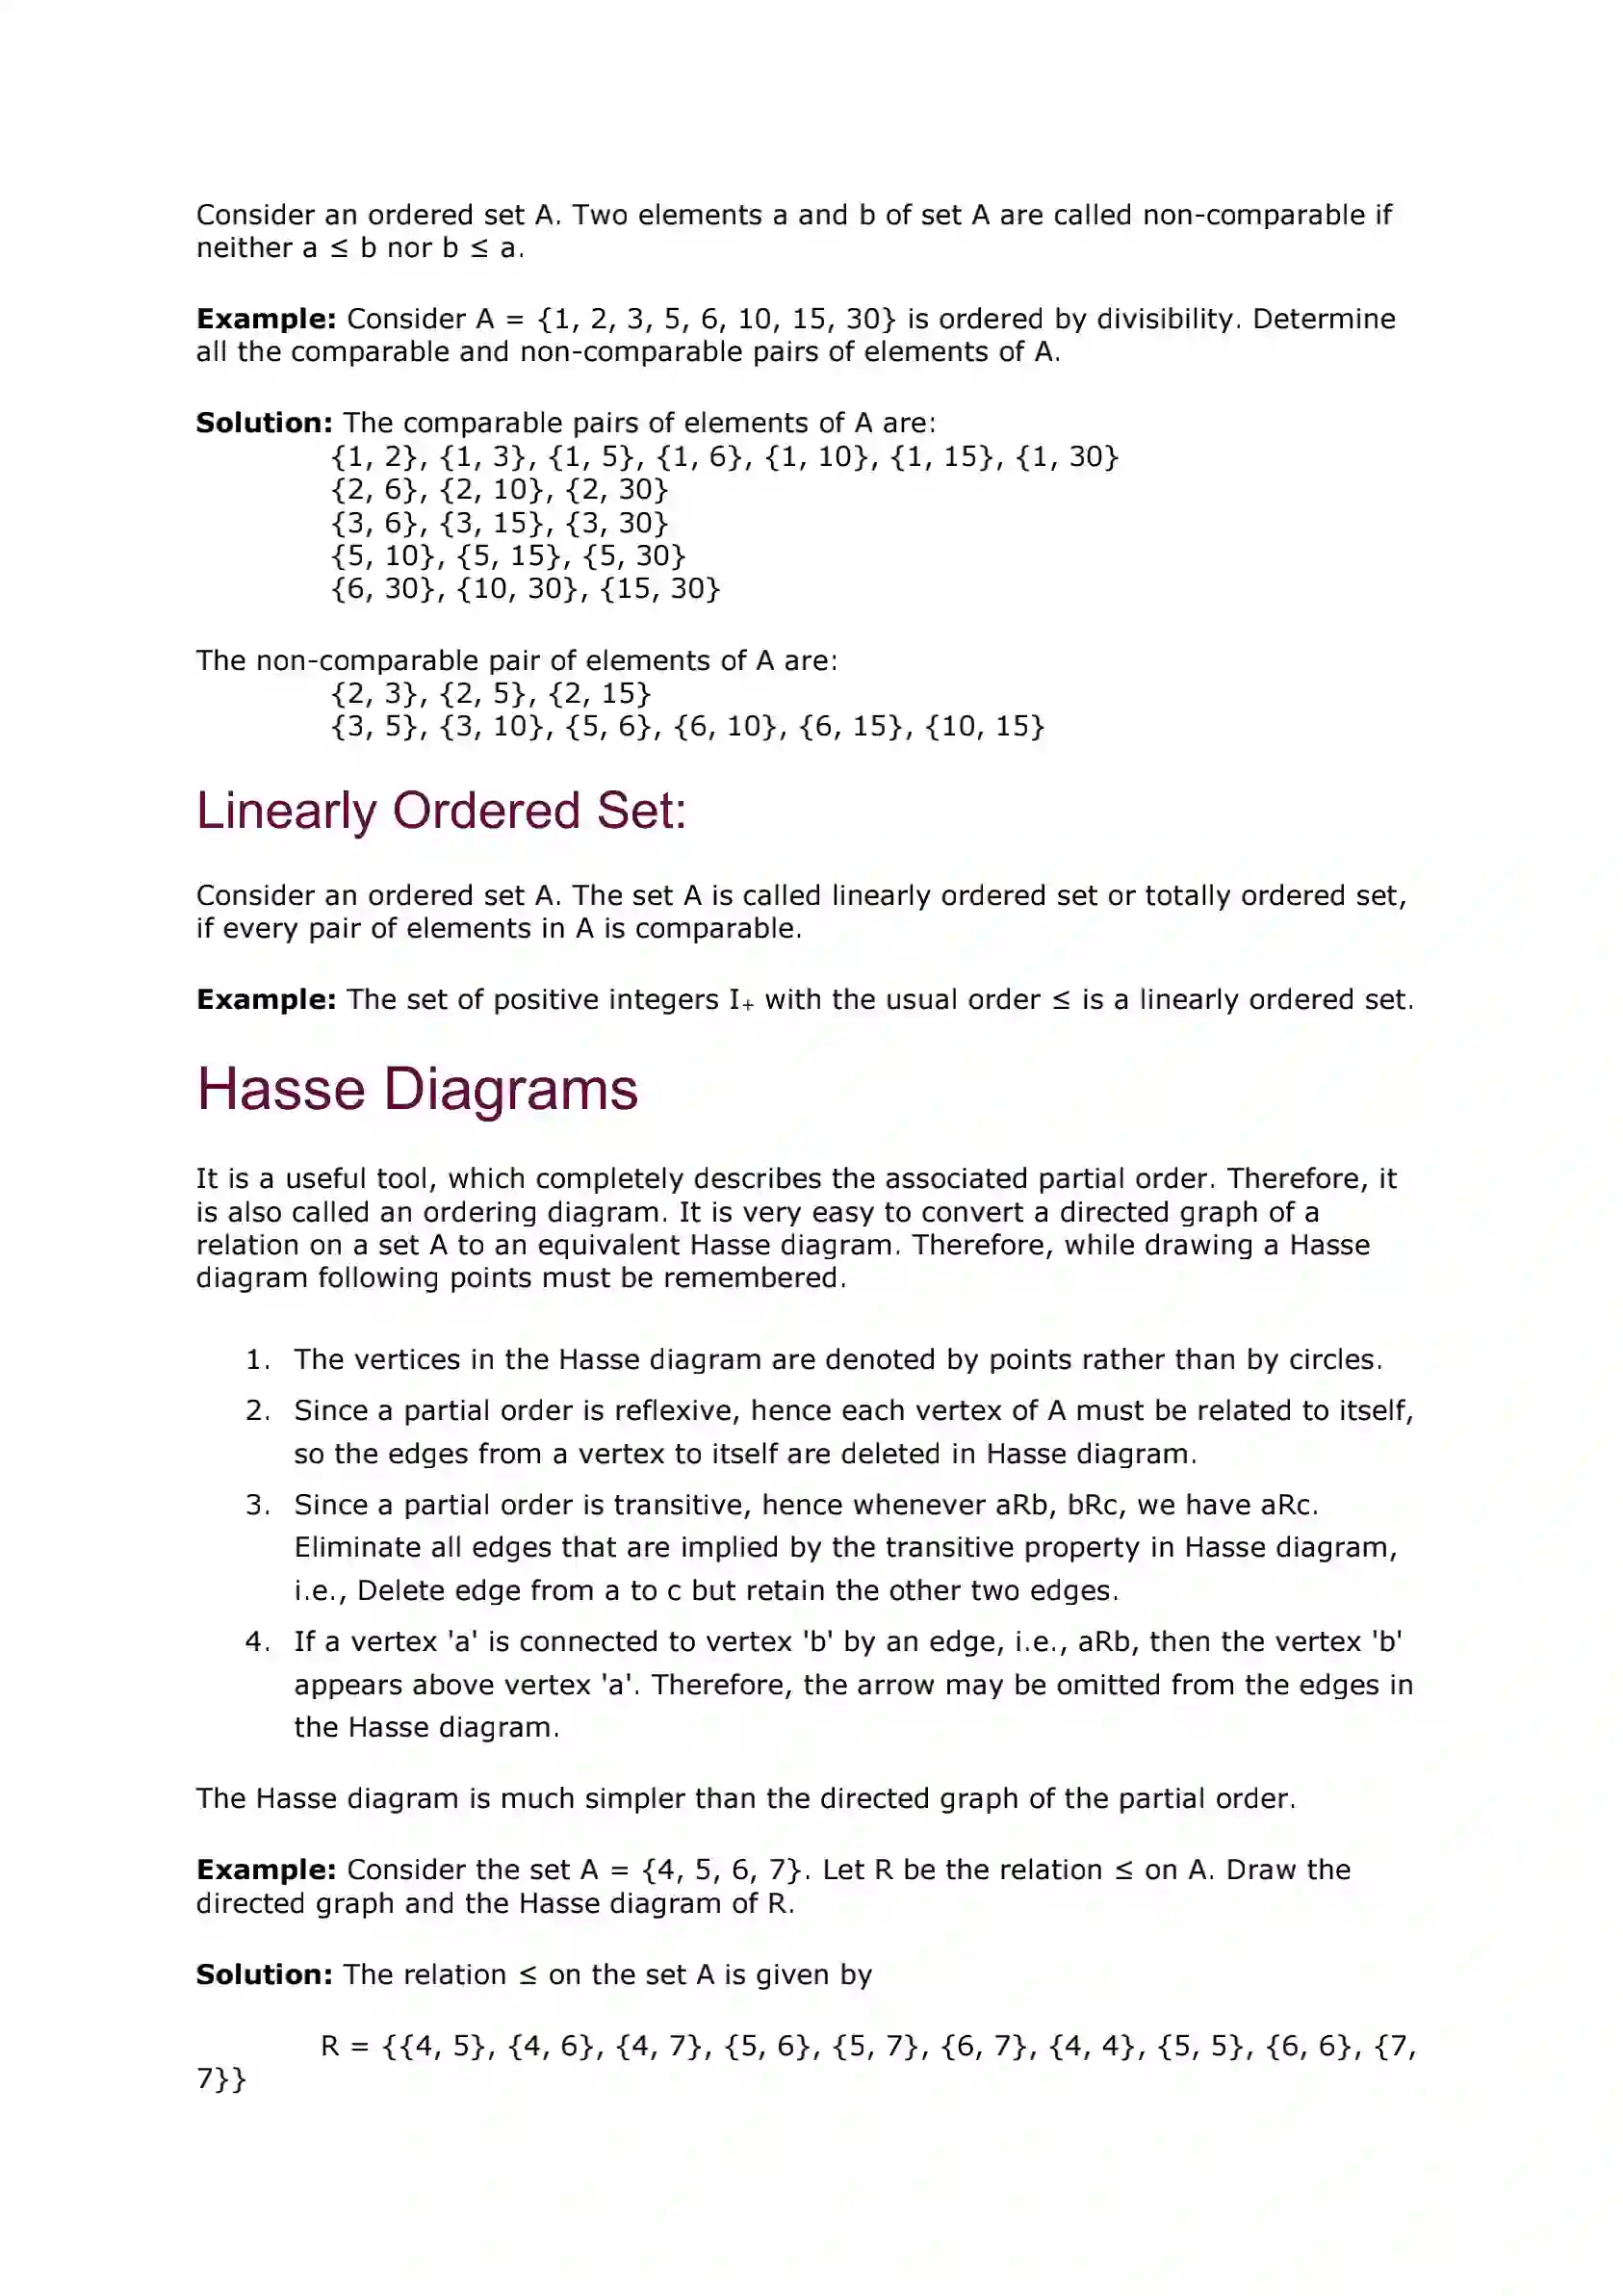 Consider an ordered set A. Two elements a and b of set A are called non-comparable if
neither a ≤ b nor b ≤ a.
Example: Consider A = {1, 2, 3, 5, 6, 10, 15, 30} is ordered by divisibility. Determine
all the comparable and non-comparable pairs of elements of A.
Solution: The comparable pairs of elements of A are:
{1, 2}, {1, 3}, {1, 5}, {1, 6}, {1, 10}, {1, 15}, {1, 30}
{2, 6}, {2, 10}, {2, 30}
{3, 6}, {3, 15}, {3, 30}
{5, 10}, {5, 15}, {5, 30}
{6, 30}, {10, 30}, {15, 30}
The non-comparable pair of elements of A are:
{2, 3}, {2, 5}, {2, 15}
{3, 5}, {3, 10}, {5, 6}, {6, 10}, {6, 15}, {10, 15}
Linearly Ordered Set:
Consider an ordered set A. The set A is called linearly ordered set or totally ordered set,
if every pair of elements in A is comparable.
Example: The set of positive integers I₊ with the usual order ≤ is a linearly ordered set.
Hasse Diagrams
It is a useful tool, which completely describes the associated partial order. Therefore, it
is also called an ordering diagram. It is very easy to convert a directed graph of a
relation on a set A to an equivalent Hasse diagram. Therefore, while drawing a Hasse
diagram following points must be remembered.
1. The vertices in the Hasse diagram are denoted by points rather than by circles.
2. Since a partial order is reflexive, hence each vertex of A must be related to itself,
so the edges from a vertex to itself are deleted in Hasse diagram.
3. Since a partial order is transitive, hence whenever aRb, bRc, we have aRc.
Eliminate all edges that are implied by the transitive property in Hasse diagram,
i.e., Delete edge from a to c but retain the other two edges.
4. If a vertex 'a' is connected to vertex 'b' by an edge, i.e., aRb, then the vertex 'b'
appears above vertex 'a'. Therefore, the arrow may be omitted from the edges in
the Hasse diagram.
The Hasse diagram is much simpler than the directed graph of the partial order.
Example: Consider the set A = {4, 5, 6, 7}. Let R be the relation ≤ on A. Draw the
directed graph and the Hasse diagram of R.
Solution: The relation ≤ on the set A is given by
R = {{4, 5}, {4, 6}, {4, 7}, {5, 6}, {5, 7}, {6, 7}, {4, 4}, {5, 5}, {6, 6}, {7,
7}}